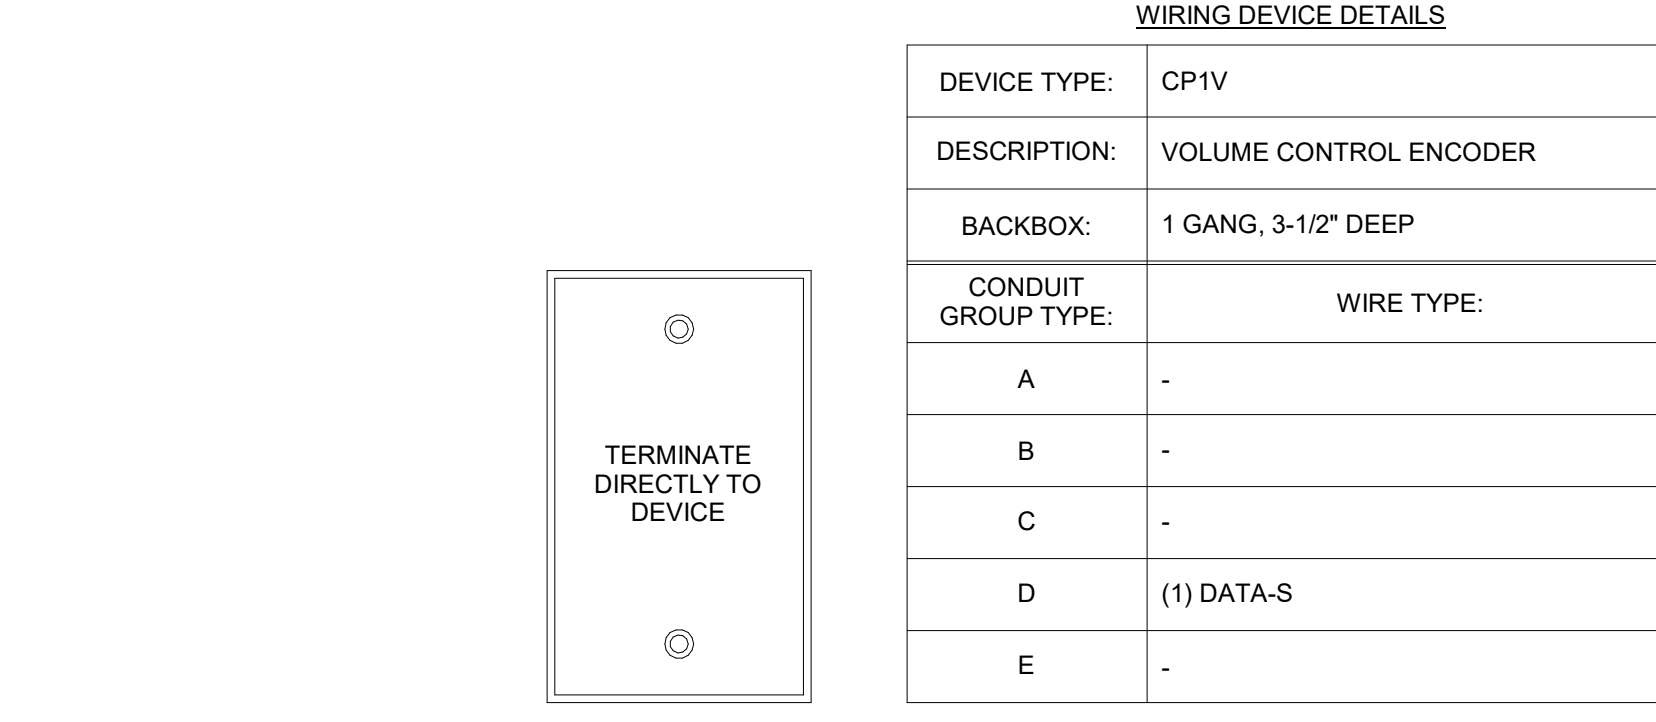 WIRING DEVICE DETAILS
DEVICE TYPE: CP1V
DESCRIPTION: VOLUME CONTROL ENCODER
BACKBOX: 1 GANG, 3-1/2" DEEP
CONDUIT
GROUP TYPE:
WIRE TYPE:
A -
B -
C -
D (1) DATA-S
E -
TERMINATE
DIRECTLY TO
DEVICE